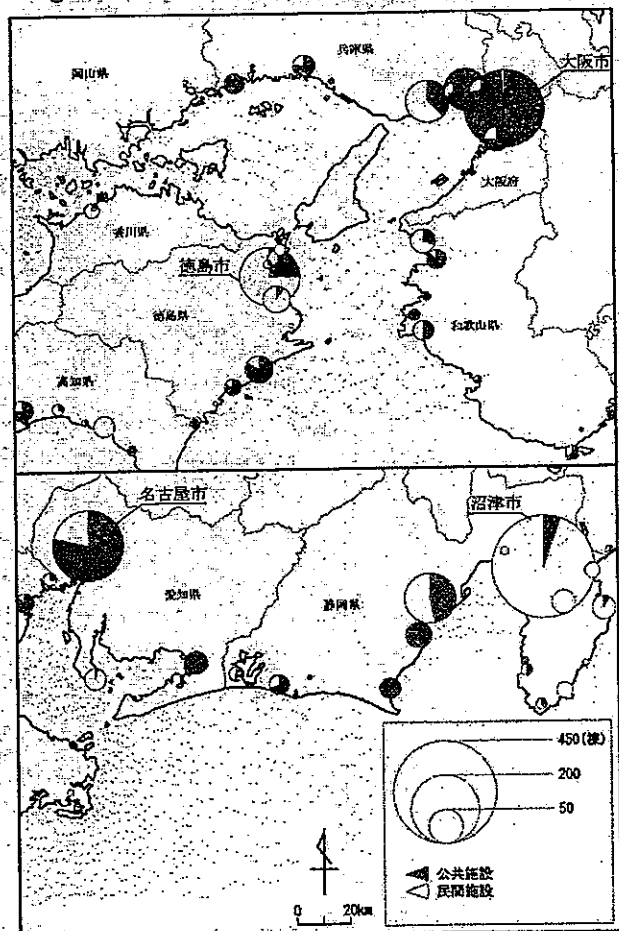 岡山県
兵庫県
大阪市
大阪府
香川県
徳島市
徳島県
和歌山県
高知県
名古屋市
沼津市
愛知県
静岡県
450(棟)
200
50
公共施設
民間施設
0 20km